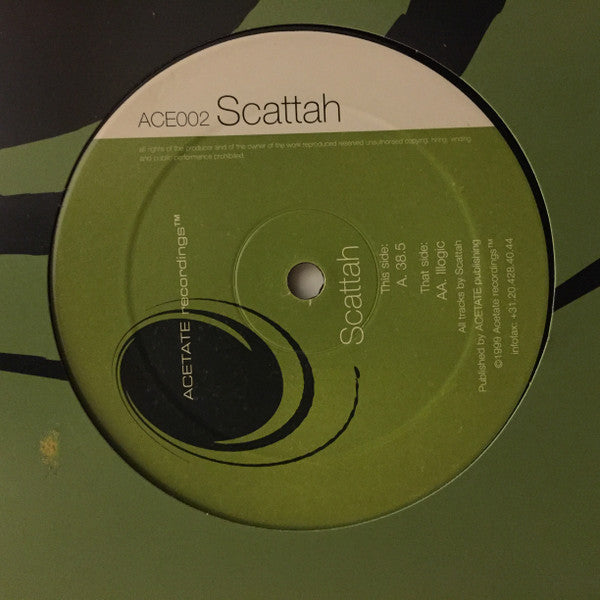 ACE002 Scattah
all rights of the producer and of the owner of the work reproduced reserved unauthorised copying, hiring, lending
and public performance prohibited.
ACETATE recordings™
Scattah
This side:
A. 38.5
That side:
AA. Illogic
All tracks by Scattah
Published by ACETATE publishing
©1999 Acetate recordings™
infofax: +31.20.428.40.44